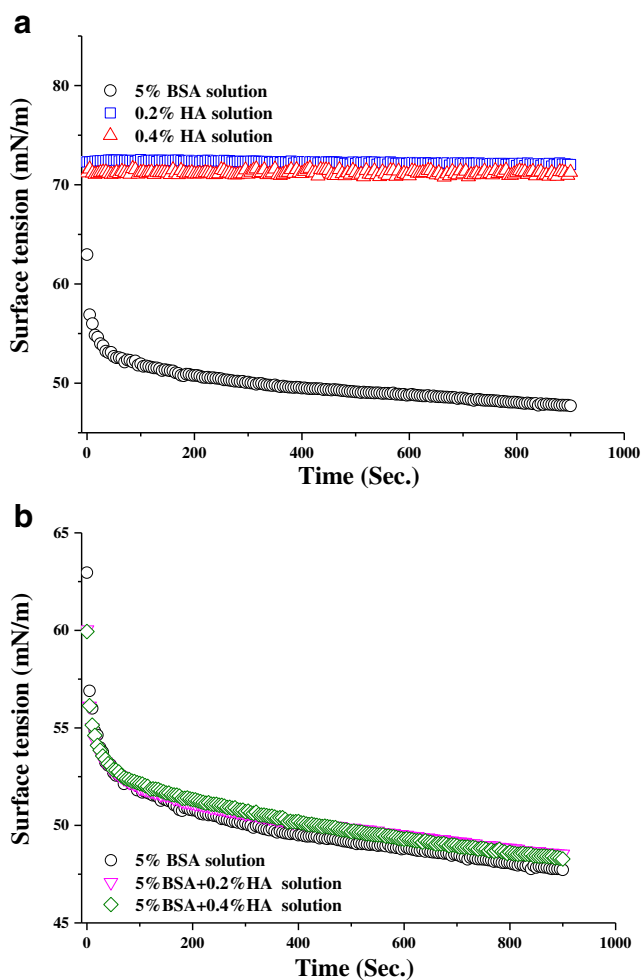 a
80
70
60
50
Surface tension (mN/m)
5% BSA solution
0.2% HA solution
0.4% HA solution
0 200 400 600 800 1000
Time (Sec.)
b
65
60
55
50
45
Surface tension (mN/m)
5% BSA solution
5%BSA+0.2%HA solution
5%BSA+0.4%HA solution
0 200 400 600 800 1000
Time (Sec.)